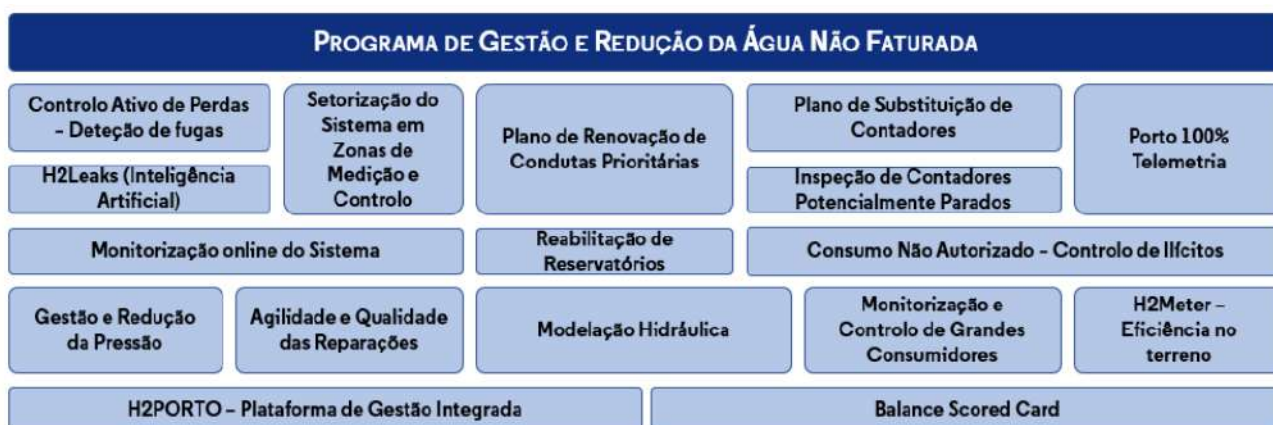 PROGRAMA DE GESTÃO E REDUÇÃO DA ÁGUA NÃO FATURADA
Controlo Ativo de Perdas
– Deteção de fugas
H2Leaks (Inteligência
Artificial)
Setorização do
Sistema em
Zonas de
Medição e
Controlo
Plano de Renovação de
Condutas Prioritárias
Plano de Substituição de
Contadores
Inspeção de Contadores
Potencialmente Parados
Porto 100%
Telemetria
Monitorização online do Sistema
Reabilitação de
Reservatórios
Consumo Não Autorizado – Controlo de Ilícitos
Gestão e Redução
da Pressão
Agilidade e Qualidade
das Reparações
Modelação Hidráulica
Monitorização e
Controlo de Grandes
Consumidores
H2Meter –
Eficiência no
terreno
H2PORTO – Plataforma de Gestão Integrada
Balance Scored Card